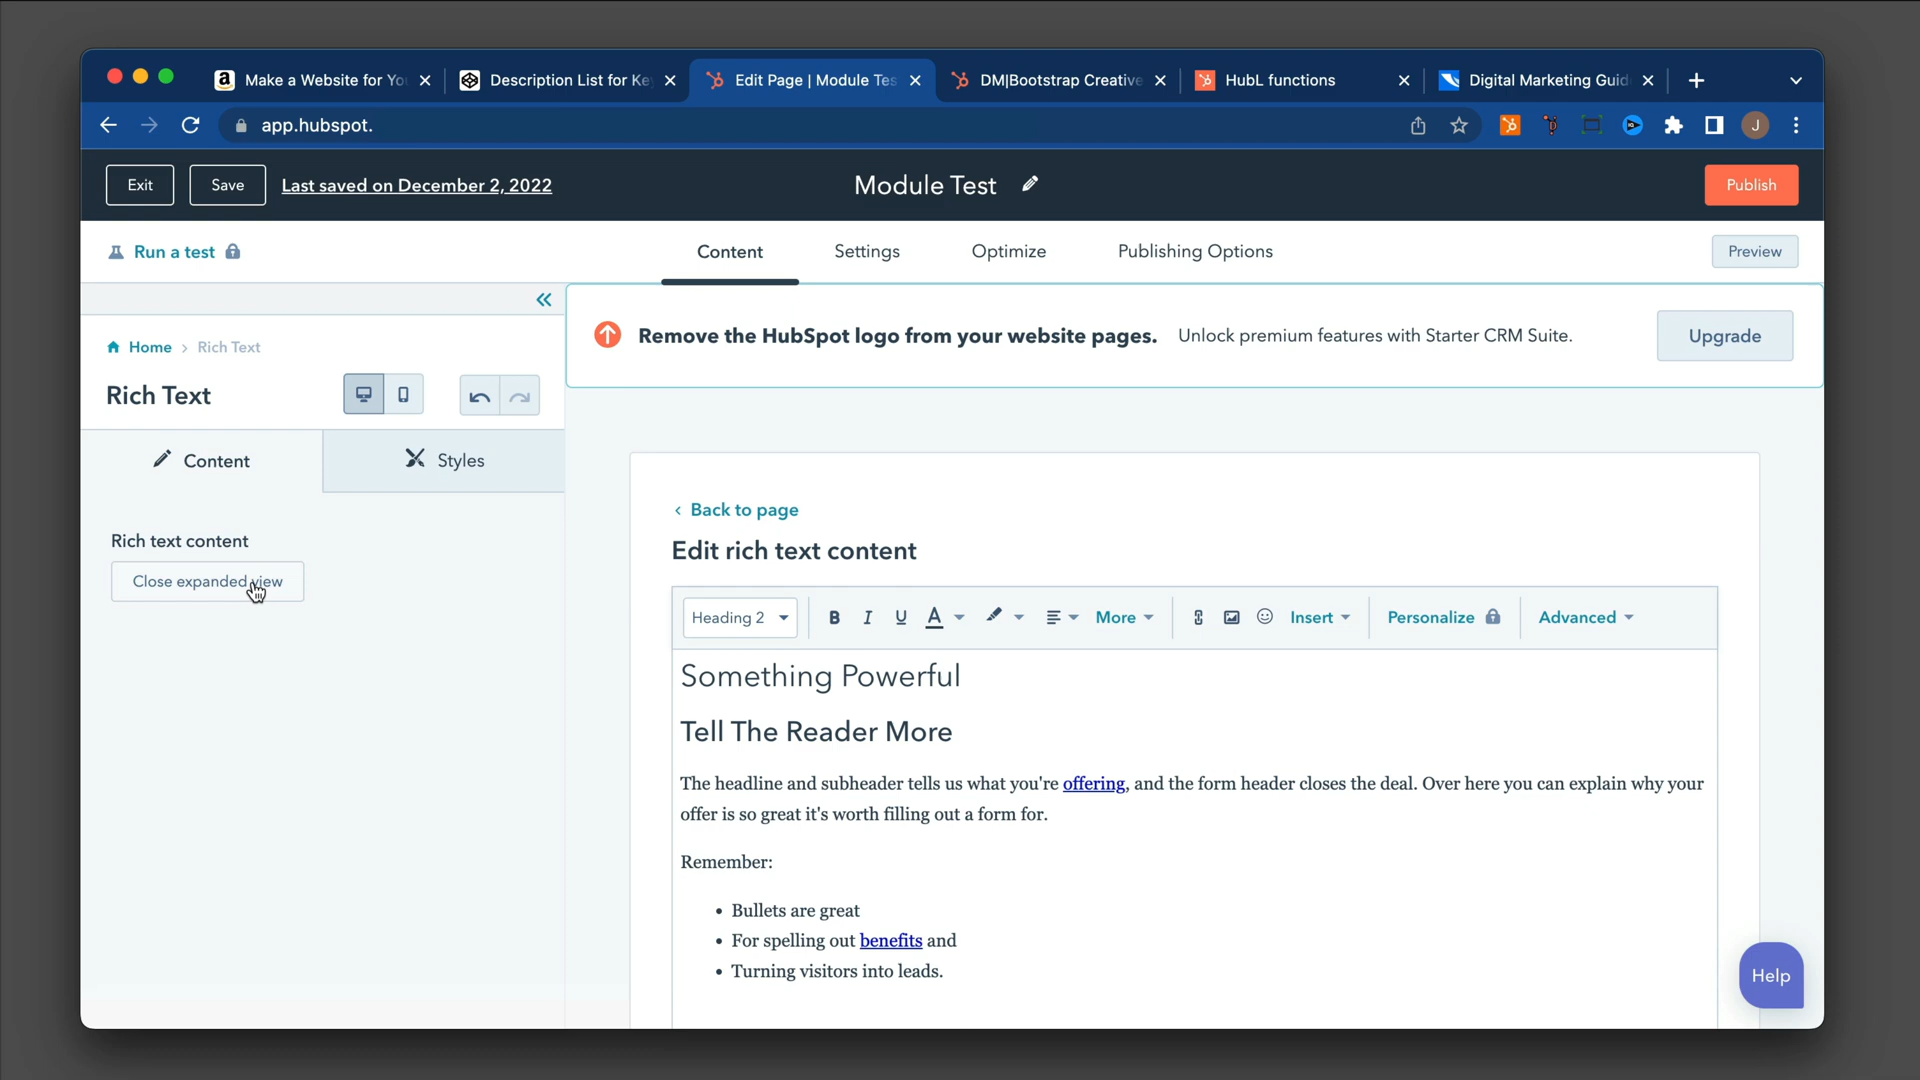 Make a Website for Yo
Description List for Ke
Edit Page | Module Tes
DM|Bootstrap Creative
HubL functions
Digital Marketing Guid
app.hubspot.
J
Exit
Save
Last saved on December 2, 2022
Module Test
Publish
Run a test
Content
Settings
Optimize
Publishing Options
Preview
Remove the HubSpot logo from your website pages. Unlock premium features with Starter CRM Suite.
Upgrade
Home > Rich Text
Rich Text
Content
Styles
Rich text content
Close expanded view
‹ Back to page
Edit rich text content
Heading 2
B
I
U
A
More
Insert
Personalize
Advanced
Something Powerful
Tell The Reader More
The headline and subheader tells us what you're offering, and the form header closes the deal. Over here you can explain why your
offer is so great it's worth filling out a form for.
Remember:
• Bullets are great
• For spelling out benefits and
• Turning visitors into leads.
Help